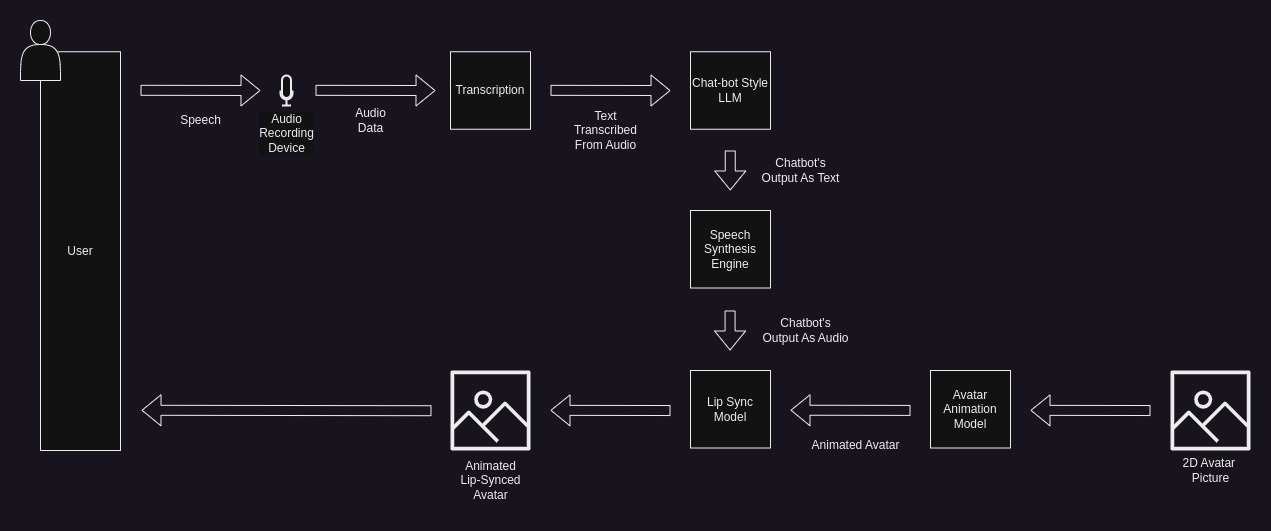 User
Speech
Audio
Recording
Device
Audio
Data
Transcription
Text
Transcribed
From Audio
Chat-bot Style
LLM
Chatbot's
Output As Text
Speech
Synthesis
Engine
Chatbot's
Output As Audio
Lip Sync
Model
Animated Avatar
Avatar
Animation
Model
2D Avatar
Picture
Animated
Lip-Synced
Avatar